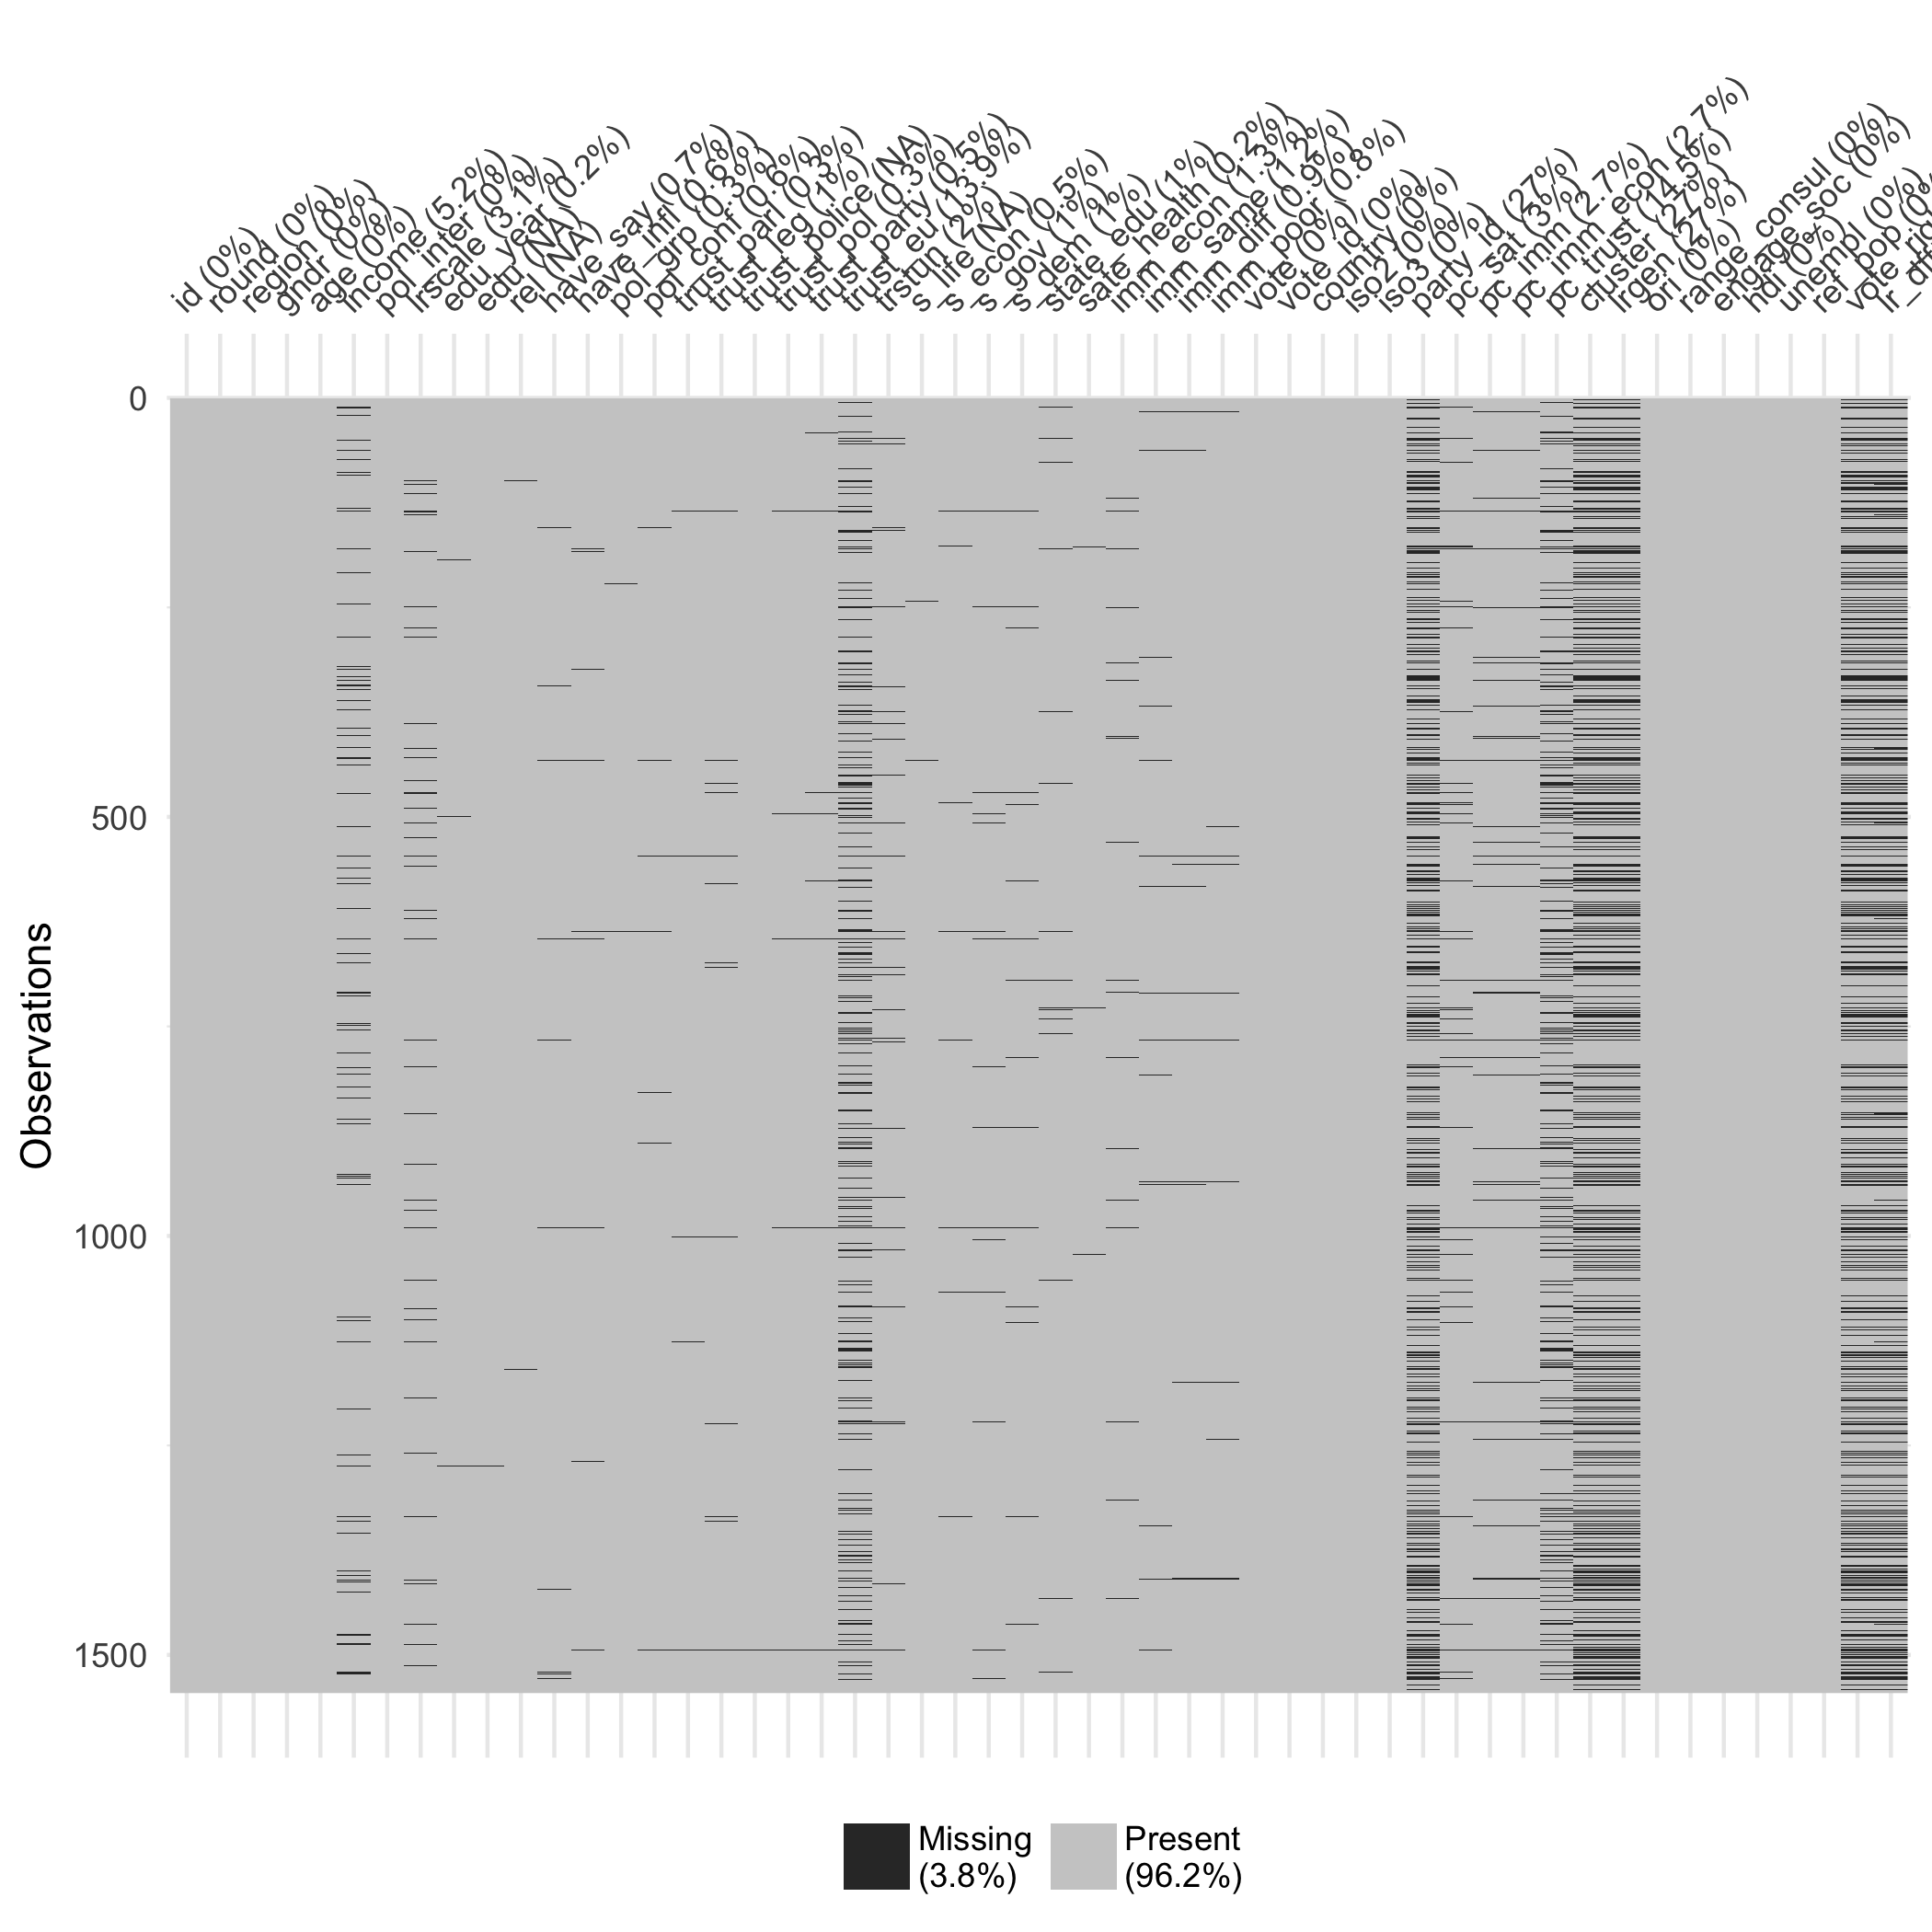 id (0%)
round (0%)
region (0%)
gndr (0%)
age (0%)
income (5.2%)
pol_inter (0%)
lrscale (3.1%)
edu_year (0.2%)
edu (NA)
rel (NA)
have_say (0.7%)
have_infl (0.6%)
pol_grp (0.3%)
pol_conf (0.6%)
trust_parl (0.3%)
trust_leg (1%)
trust_police (NA)
trust_pol (0.3%)
trust_party (0.5%)
trust_eu (13.9%)
trstun (2%)
s_life (NA)
s_econ (0.5%)
s_gov (1%)
s_dem (1%)
state_edu (1%)
sate_health (0.2%)
imm_econ (1.3%)
imm_same (1.2%)
imm_diff (0.9%)
imm_poor (0.8%)
vote (0%)
vote_id (0%)
country (0%)
iso2 (0%)
iso3 (0%)
party_id (27%)
pc_sat (3%)
pc_imm (2.7%)
pc_imm_econ (2.7%)
pc_trust (14.5%)
cluster (27%)
lrgen (27%)
ori (0%)
range_consul (0%)
engage_soc (0%)
hdi (0%)
unempl (0%)
ref_pop
0
500
1000
1500
Observations
Missing
(3.8%)
Present
(96.2%)